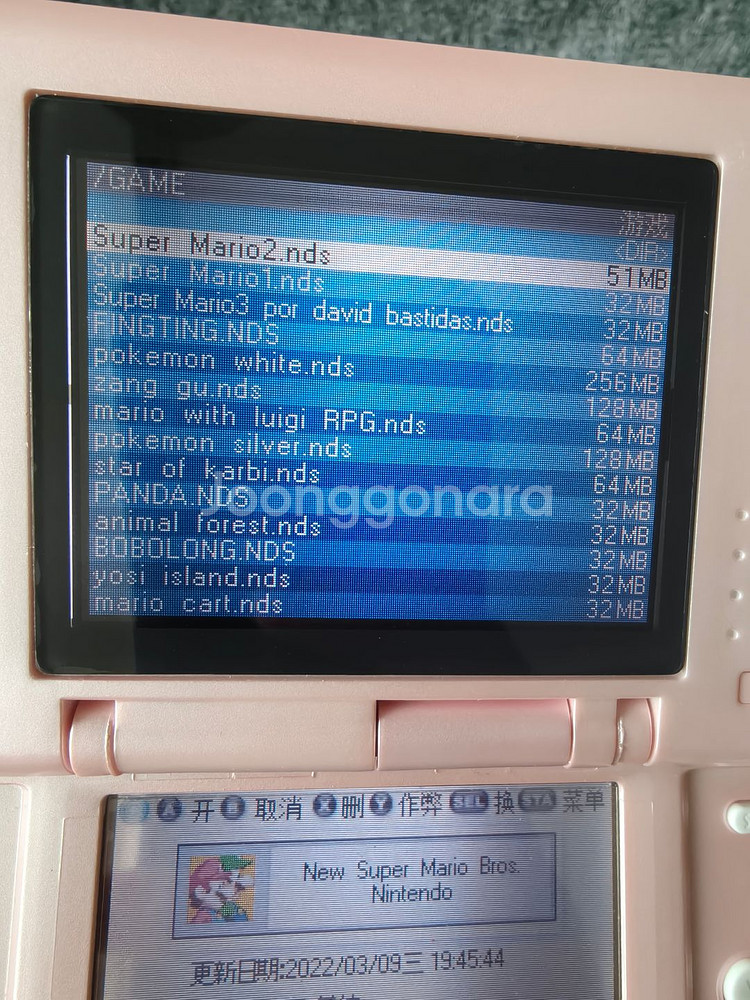 /GAME
游戏
<DIR>
Super Mario2.nds 51MB
Super Mario1.nds 32MB
Super Mario3 por david bastidas.nds 32MB
FINGTING.NDS 64MB
pokemon white.nds 256MB
zang gu.nds 128MB
mario with luigi RPG.nds 64MB
pokemon silver.nds 128MB
star of karbi.nds 64MB
PANDA.NDS 32MB
animal forest.nds 32MB
BOBOLONG.NDS 32MB
yosi island.nds 32MB
mario cart.nds 32MB
Joonggonara
A 开 B 取消 X 删 Y 作弊 SEL 换 STA 菜单
New Super Mario Bros.
Nintendo
更新日期:2022/03/09三 19:45:44